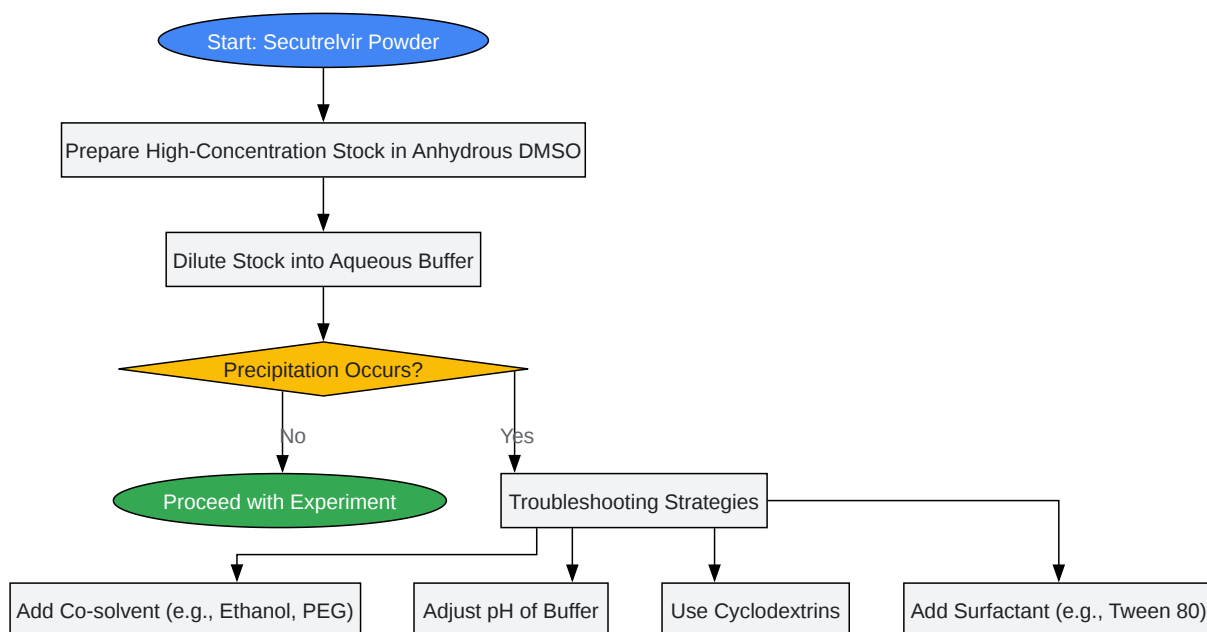 Start: Secutrelvir Powder
Prepare High-Concentration Stock in Anhydrous DMSO
Dilute Stock into Aqueous Buffer
Precipitation Occurs?
No
Yes
Proceed with Experiment
Troubleshooting Strategies
Add Co-solvent (e.g., Ethanol, PEG)
Adjust pH of Buffer
Use Cyclodextrins
Add Surfactant (e.g., Tween 80)